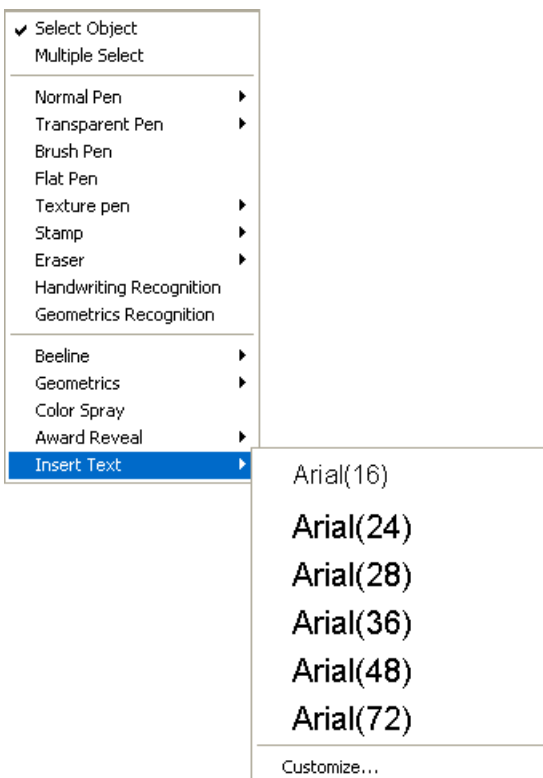 Select Object
Multiple Select
Normal Pen
Transparent Pen
Brush Pen
Flat Pen
Texture pen
Stamp
Eraser
Handwriting Recognition
Geometrics Recognition
Beeline
Geometrics
Color Spray
Award Reveal
Insert Text
Arial(16)
Arial(24)
Arial(28)
Arial(36)
Arial(48)
Arial(72)
Customize...